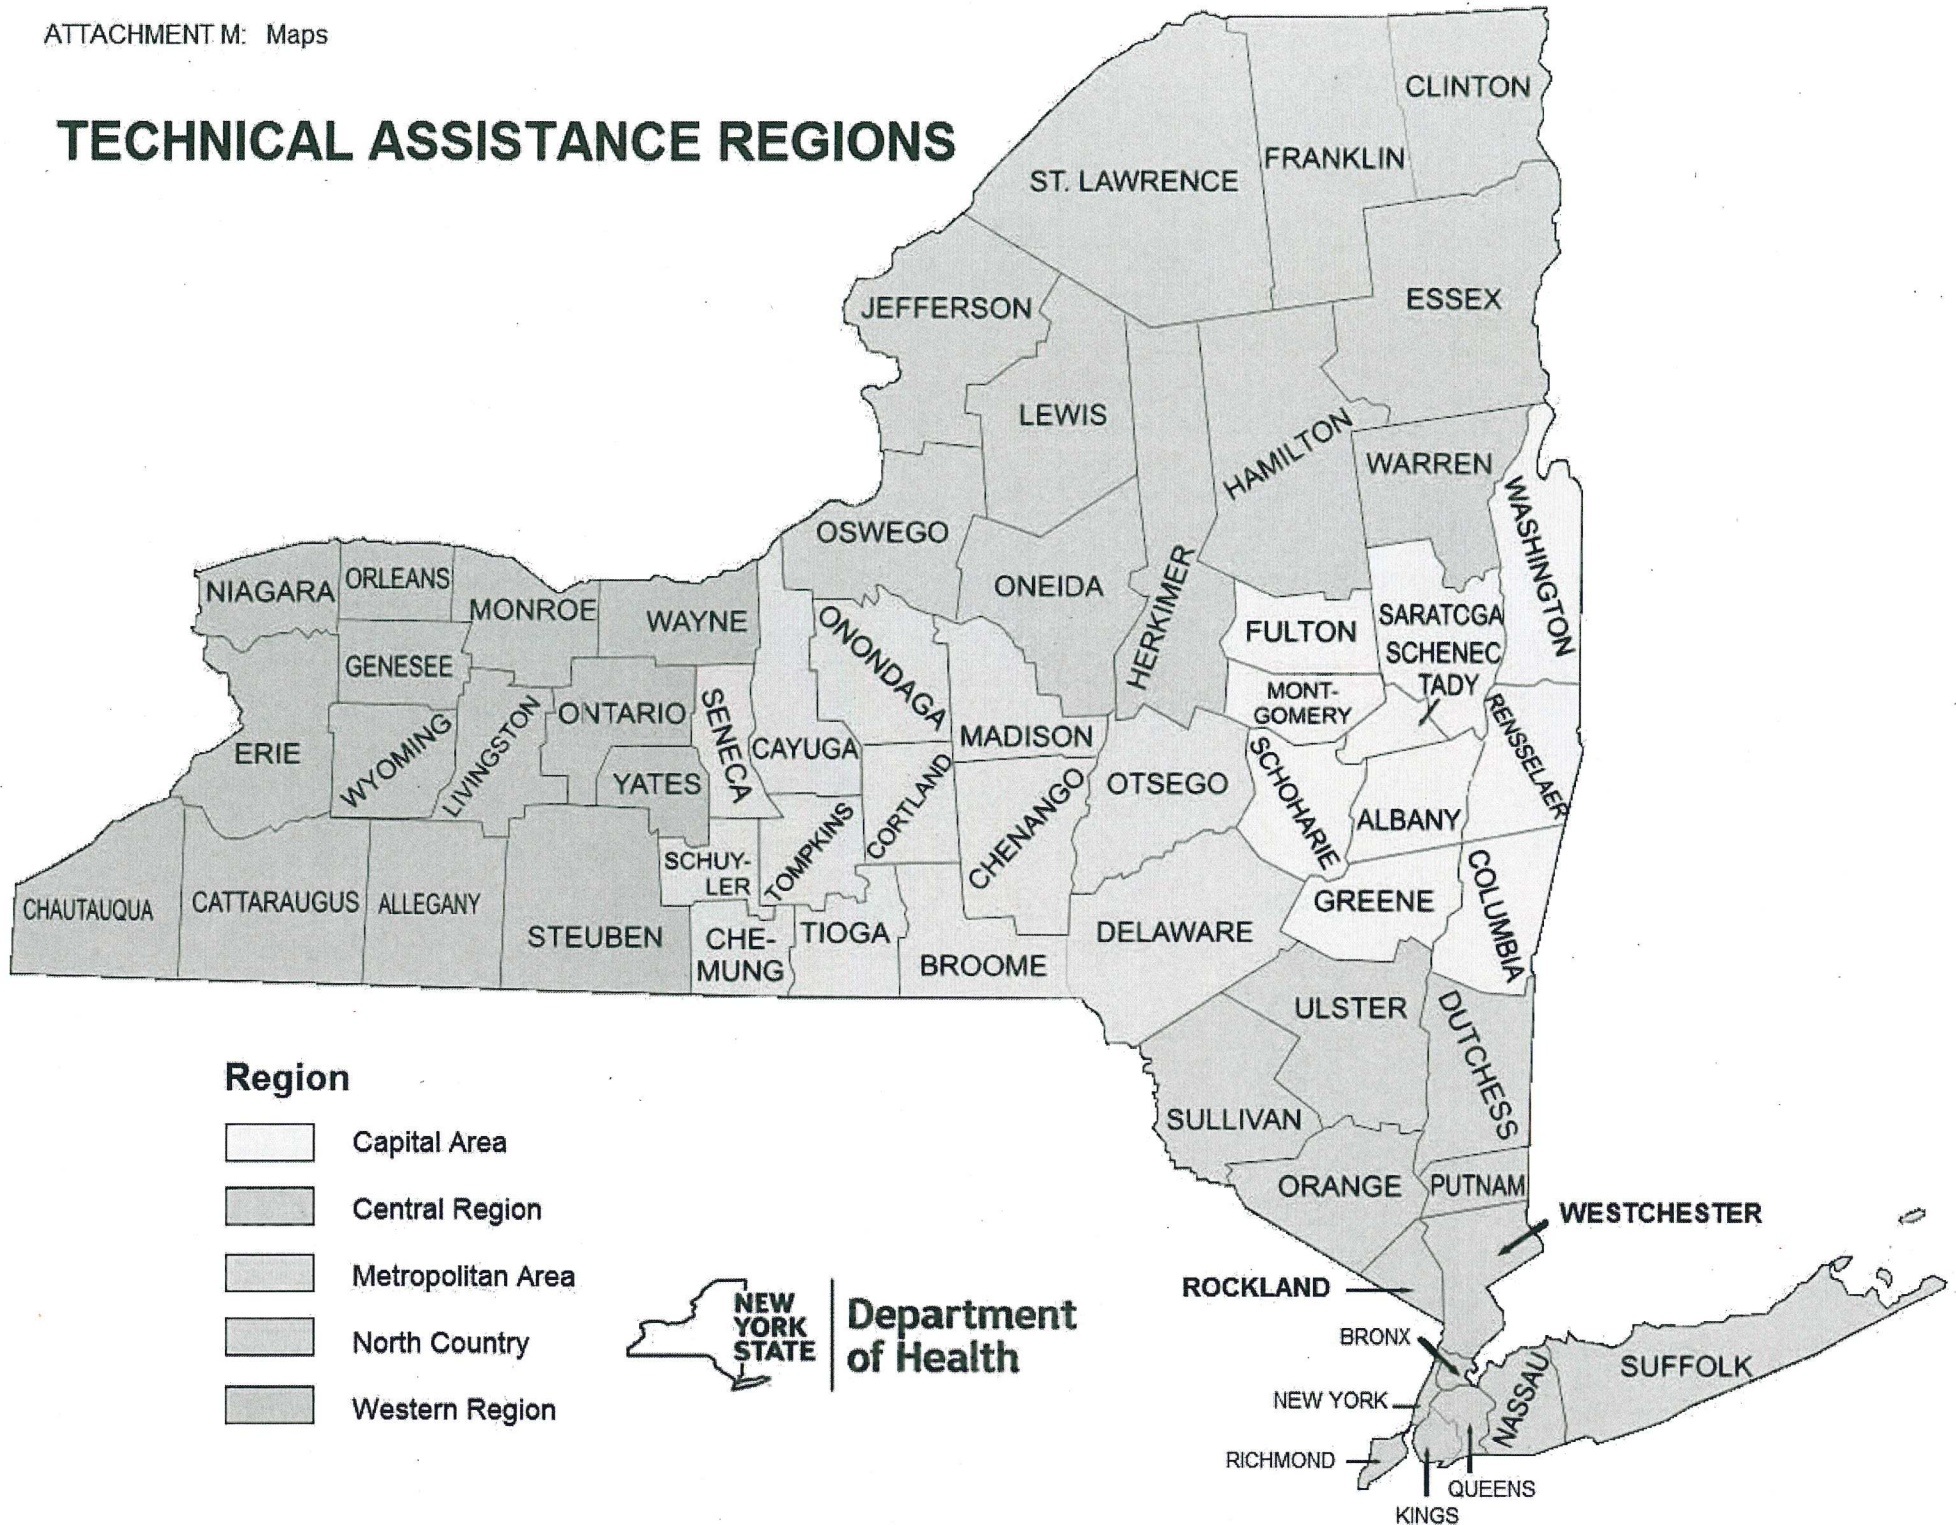 ATTACHMENT M: Maps
TECHNICAL ASSISTANCE REGIONS
CLINTON
FRANKLIN
ST. LAWRENCE
ESSEX
JEFFERSON
LEWIS
HAMILTON
WARREN
WASHINGTON
OSWEGO
ONEIDA
HERKIMER
NIAGARA
ORLEANS
MONROE
WAYNE
ONONDAGA
FULTON
SARATOGA
SCHENEC
TADY
GENESEE
MONT-
GOMERY
RENSSELAER
ERIE
WYOMING
LIVINGSTON
ONTARIO
SENECA
CAYUGA
MADISON
YATES
CORTLAND
CHENANGO
OTSEGO
SCHOHARIE
ALBANY
TOMPKINS
SCHUY-
LER
COLUMBIA
GREENE
CHAUTAUQUA
CATTARAUGUS
ALLEGANY
STEUBEN
CHE-
MUNG
TIOGA
BROOME
DELAWARE
ULSTER
DUTCHESS
SULLIVAN
ORANGE
PUTNAM
WESTCHESTER
ROCKLAND
BRONX
NEW YORK
RICHMOND
KINGS
QUEENS
NASSAU
SUFFOLK
Region
Capital Area
Central Region
Metropolitan Area
North Country
Western Region
NEW
YORK
STATE
Department
of Health